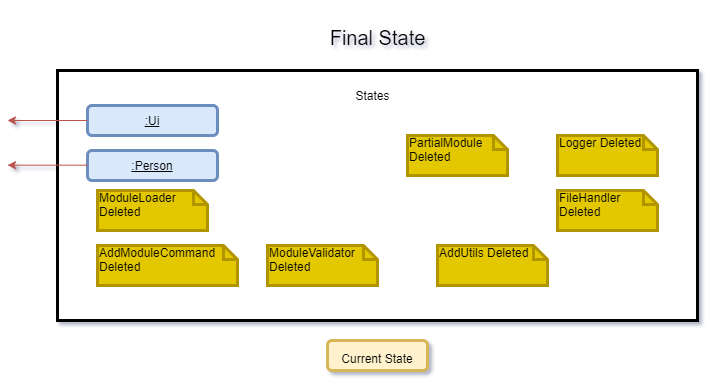 Final State
States
:Ui
:Person
PartialModule
Deleted
Logger Deleted
ModuleLoader
Deleted
FileHandler
Deleted
AddModuleCommand
Deleted
ModuleValidator
Deleted
AddUtils Deleted
Current State